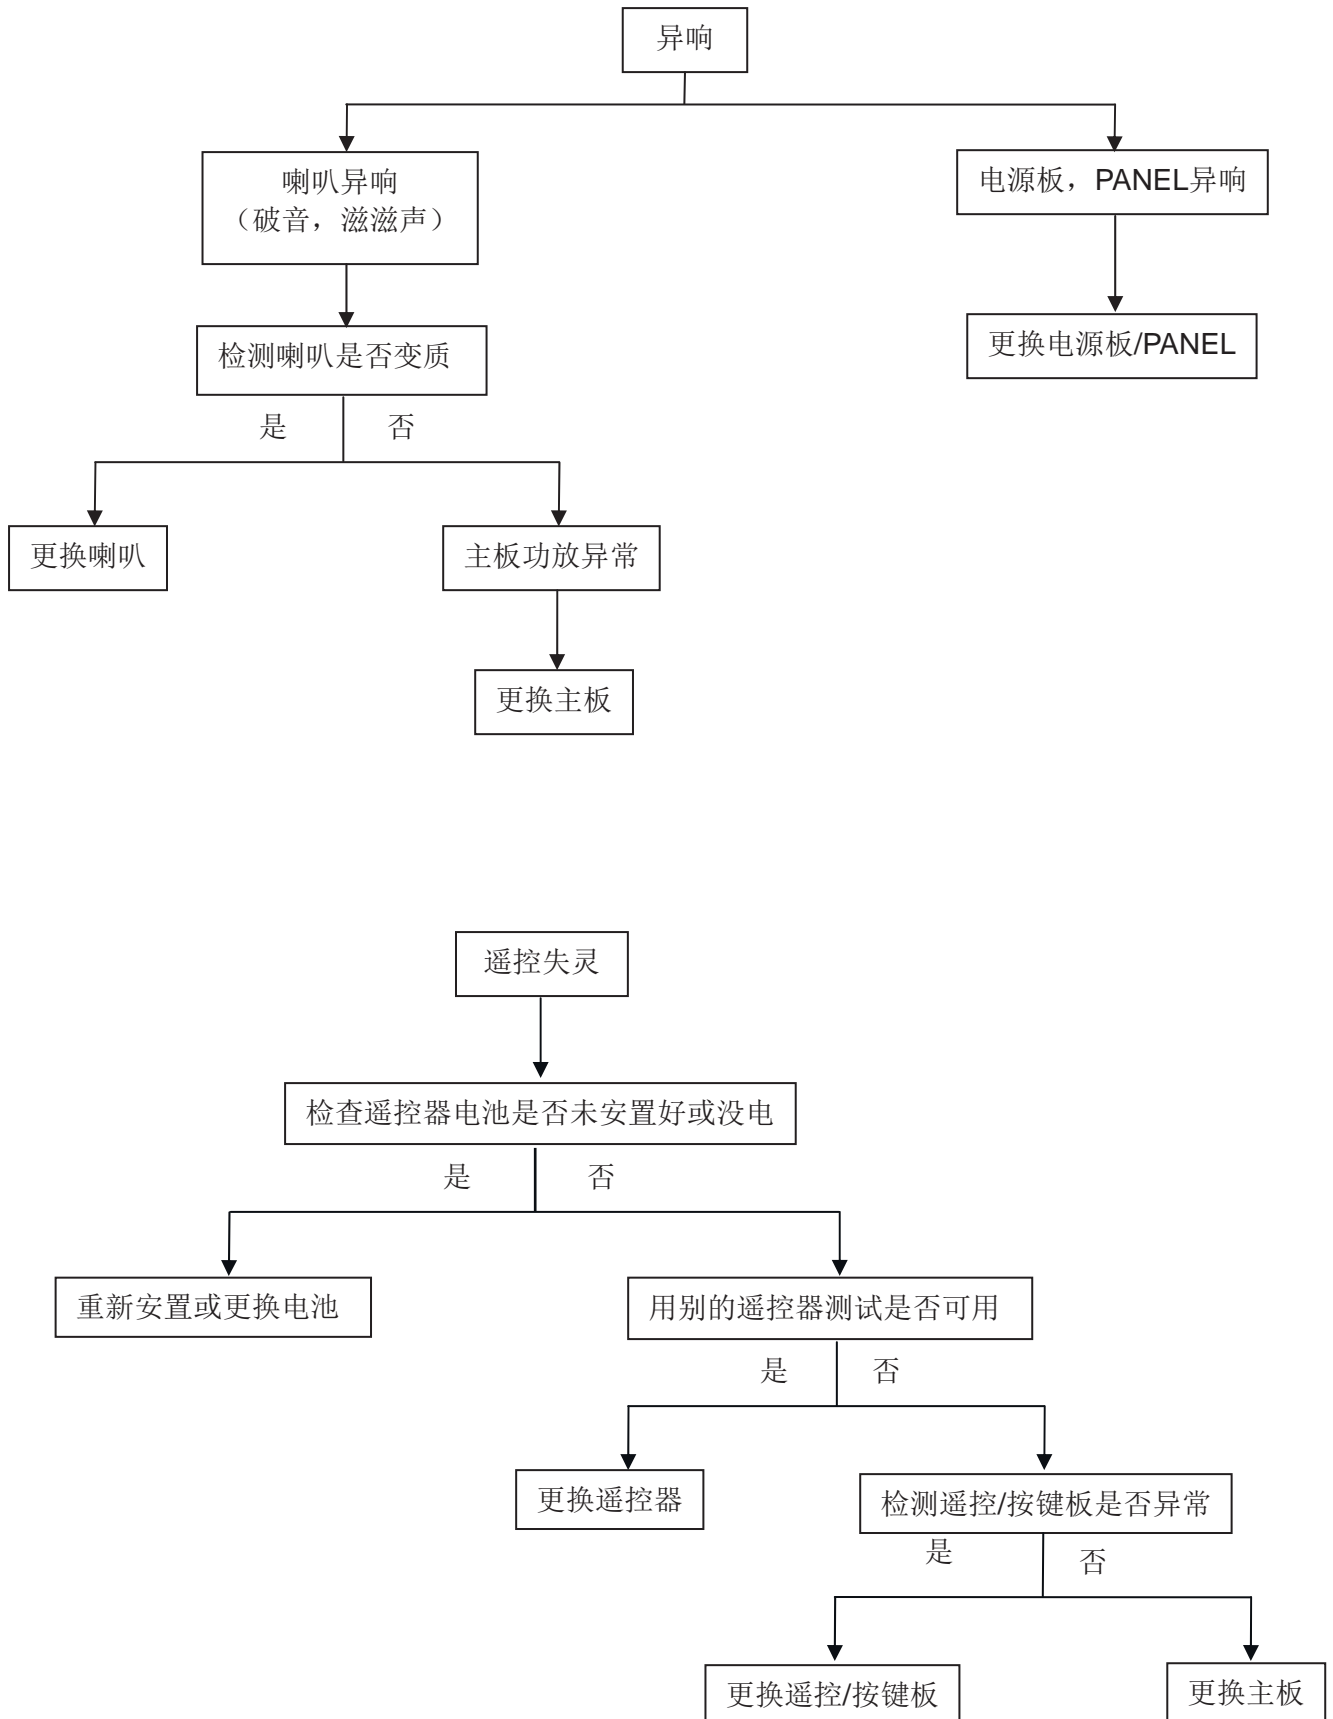 异响
喇叭异响
（破音，滋滋声）
电源板，PANEL异响
更换电源板/PANEL
检测喇叭是否变质
是
否
更换喇叭
主板功放异常
更换主板
遥控失灵
检查遥控器电池是否未安置好或没电
是
否
重新安置或更换电池
用别的遥控器测试是否可用
是
否
更换遥控器
检测遥控/按键板是否异常
是
否
更换遥控/按键板
更换主板